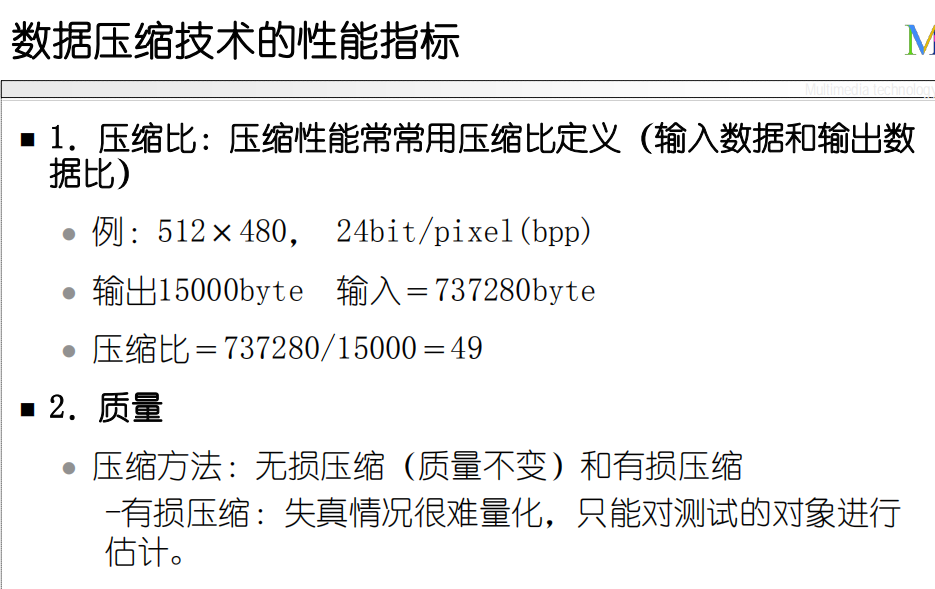 数据压缩技术的性能指标
M
Multimedia technology
■ 1. 压缩比：压缩性能常常用压缩比定义（输入数据和输出数
据比）
● 例：512×480， 24bit/pixel(bpp)
● 输出15000byte 输入＝737280byte
● 压缩比＝737280/15000＝49
■ 2. 质量
● 压缩方法：无损压缩（质量不变）和有损压缩
-有损压缩：失真情况很难量化，只能对测试的对象进行
估计。